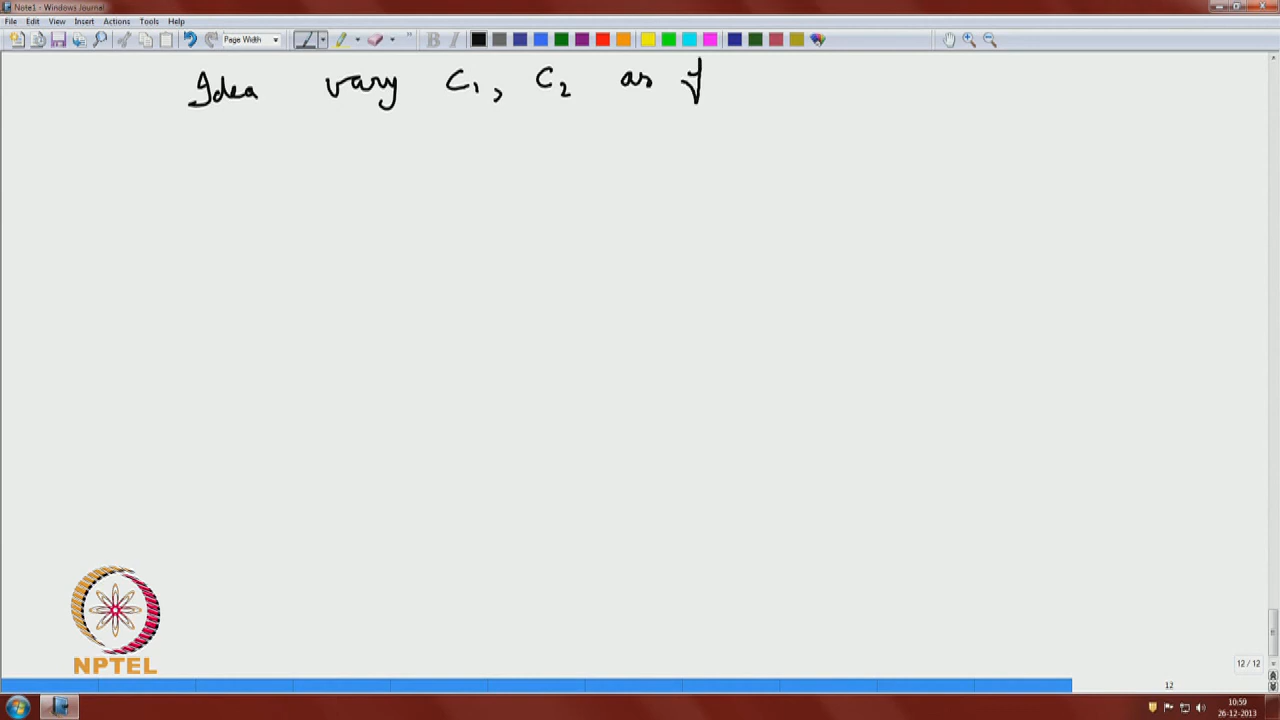 Note1 - Windows Journal
File Edit View Insert Actions Tools Help
Page Width
Idea vary C1, C2 as
NPTEL
12 / 12
12
10:59
26-12-2013